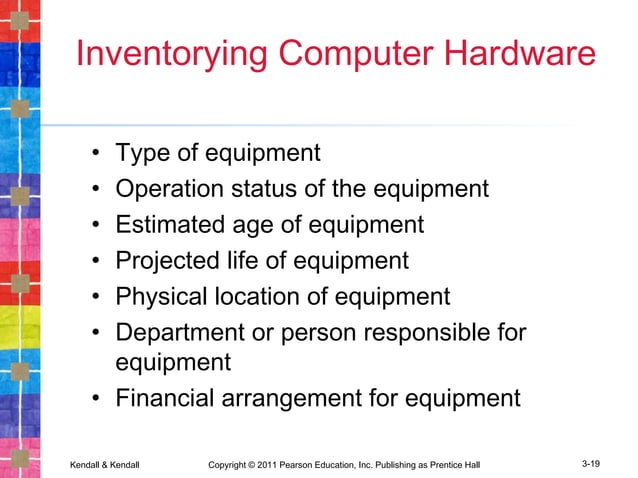 Inventorying Computer Hardware
• Type of equipment
• Operation status of the equipment
• Estimated age of equipment
• Projected life of equipment
• Physical location of equipment
• Department or person responsible for
equipment
• Financial arrangement for equipment
Kendall & Kendall
Copyright © 2011 Pearson Education, Inc. Publishing as Prentice Hall
3-19